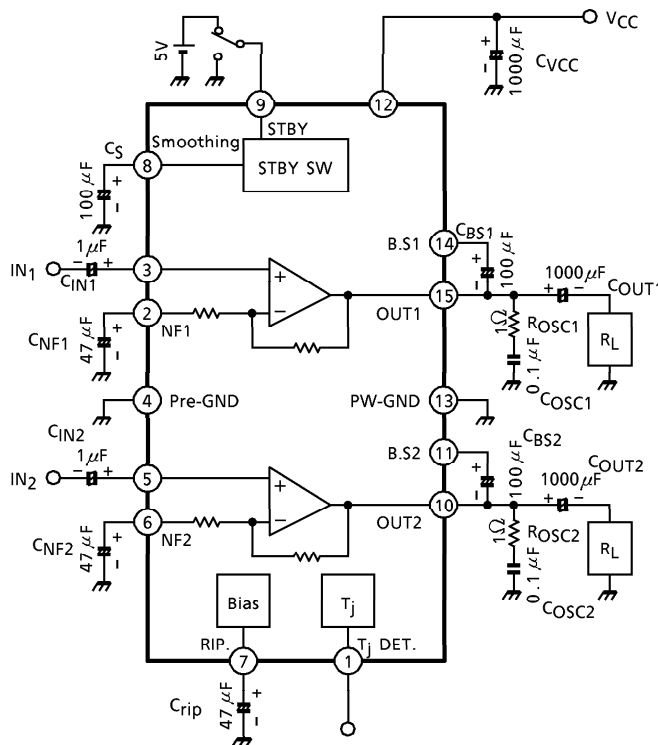 VCC
5V
+
-
1000 μF
CVCC
9
12
STBY
Smoothing
CS
8
STBY SW
100 μF
+
-
B.S1
14
CBS1
+
-
100 μF
1μF
IN1
-
+
CIN1
3
+
-
OUT1
15
1000μF
+
-
COUT1
CNF1
47 μF
+
-
2
NF1
1Ω
ROSC1
0.1 μF
COSC1
RL
4
Pre-GND
PW-GND
13
CIN2
1μF
IN2
-
+
5
+
-
B.S2
11
CBS2
+
-
100 μF
OUT2
10
1000μF
+
-
COUT2
CNF2
47 μF
+
-
6
NF2
1Ω
ROSC2
0.1 μF
COSC2
RL
Bias
Tj
RIP.
7
Tj DET.
1
Crip
47 μF
+
-